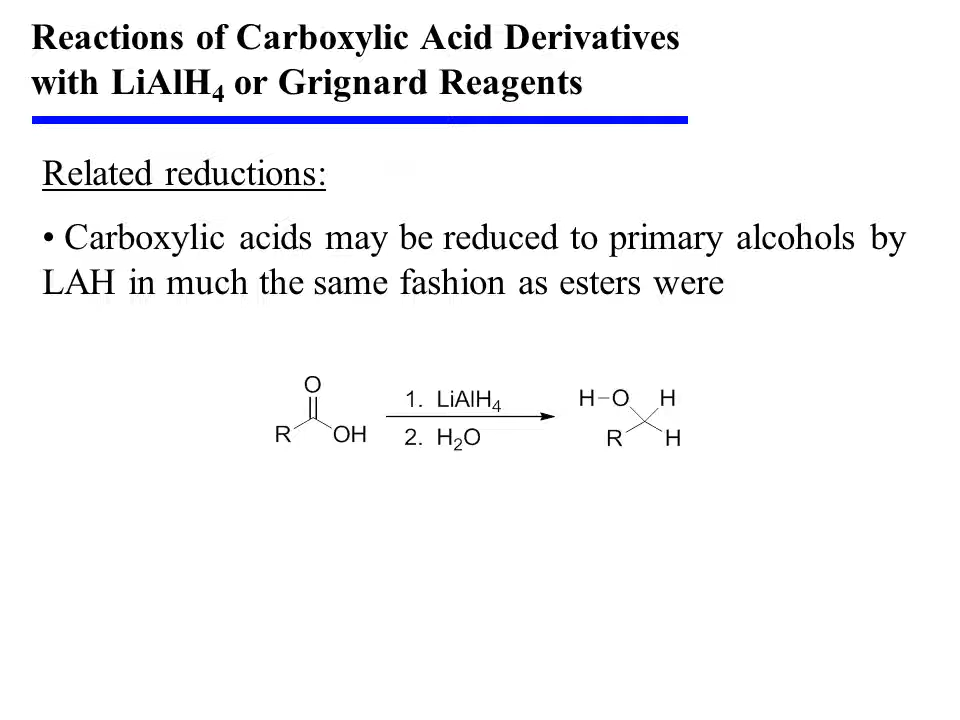 Reactions of Carboxylic Acid Derivatives
with LiAlH₄ or Grignard Reagents
Related reductions:
• Carboxylic acids may be reduced to primary alcohols by
LAH in much the same fashion as esters were
O
R OH
1. LiAlH₄
2. H₂O
H–O H
R H